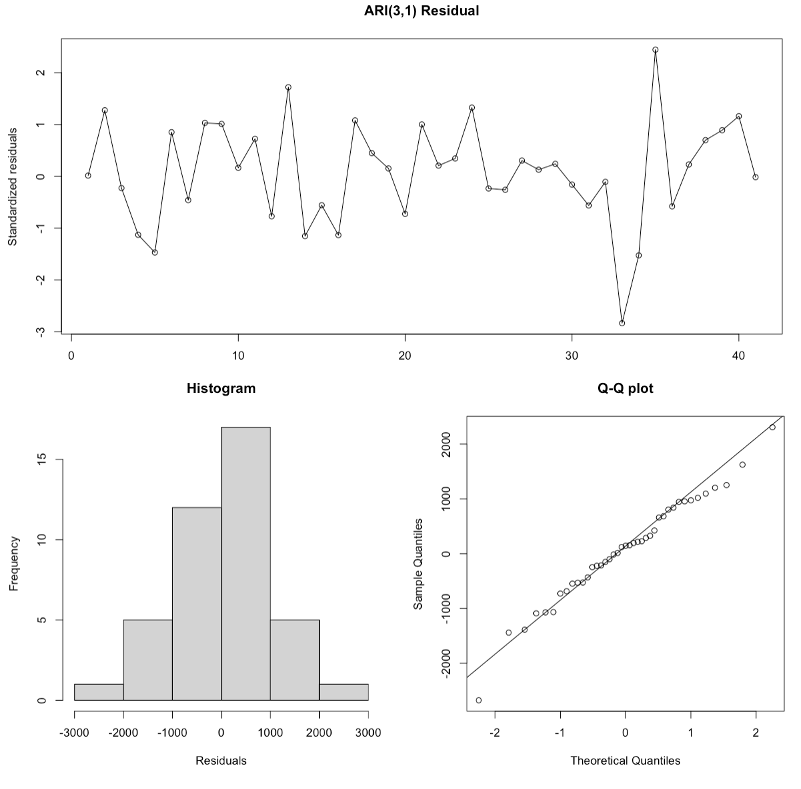 ARI(3,1) Residual
Standardized residuals
2
1
0
-1
-2
-3
0 10 20 30 40
Histogram
Frequency
15
10
5
0
-3000 -2000 -1000 0 1000 2000 3000
Residuals
Q-Q plot
Sample Quantiles
2000
1000
0
-1000
-2000
-2 -1 0 1 2
Theoretical Quantiles